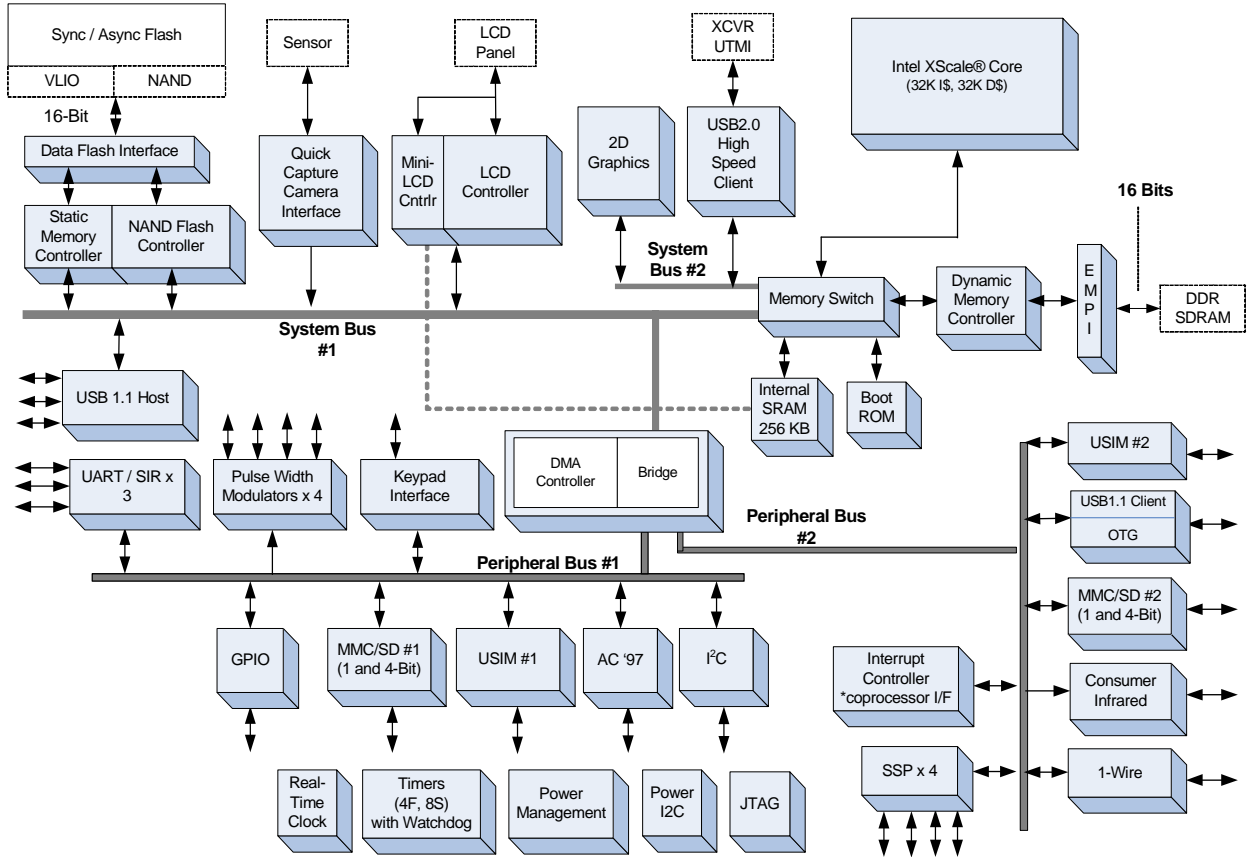 Sync / Async Flash
VLIO
NAND
16-Bit
Data Flash Interface
Static
Memory
Controller
NAND Flash
Controller
Sensor
Quick
Capture
Camera
Interface
LCD
Panel
Mini-
LCD
Cntrlr
LCD
Controller
2D
Graphics
XCVR
UTMI
USB2.0
High
Speed
Client
Intel XScale® Core
(32K I$, 32K D$)
16 Bits
System
Bus #2
Memory Switch
Dynamic
Memory
Controller
E
M
P
I
DDR
SDRAM
System Bus
#1
USB 1.1 Host
Internal
SRAM
256 KB
Boot
ROM
UART / SIR x
3
Pulse Width
Modulators x 4
Keypad
Interface
DMA
Controller
Bridge
Peripheral Bus
#2
Peripheral Bus #1
USIM #2
USB1.1 Client
OTG
MMC/SD #2
(1 and 4-Bit)
Consumer
Infrared
1-Wire
GPIO
MMC/SD #1
(1 and 4-Bit)
USIM #1
AC ‘97
I²C
Interrupt
Controller
*coprocessor I/F
SSP x 4
Real-
Time
Clock
Timers
(4F, 8S)
with Watchdog
Power
Management
Power
I2C
JTAG